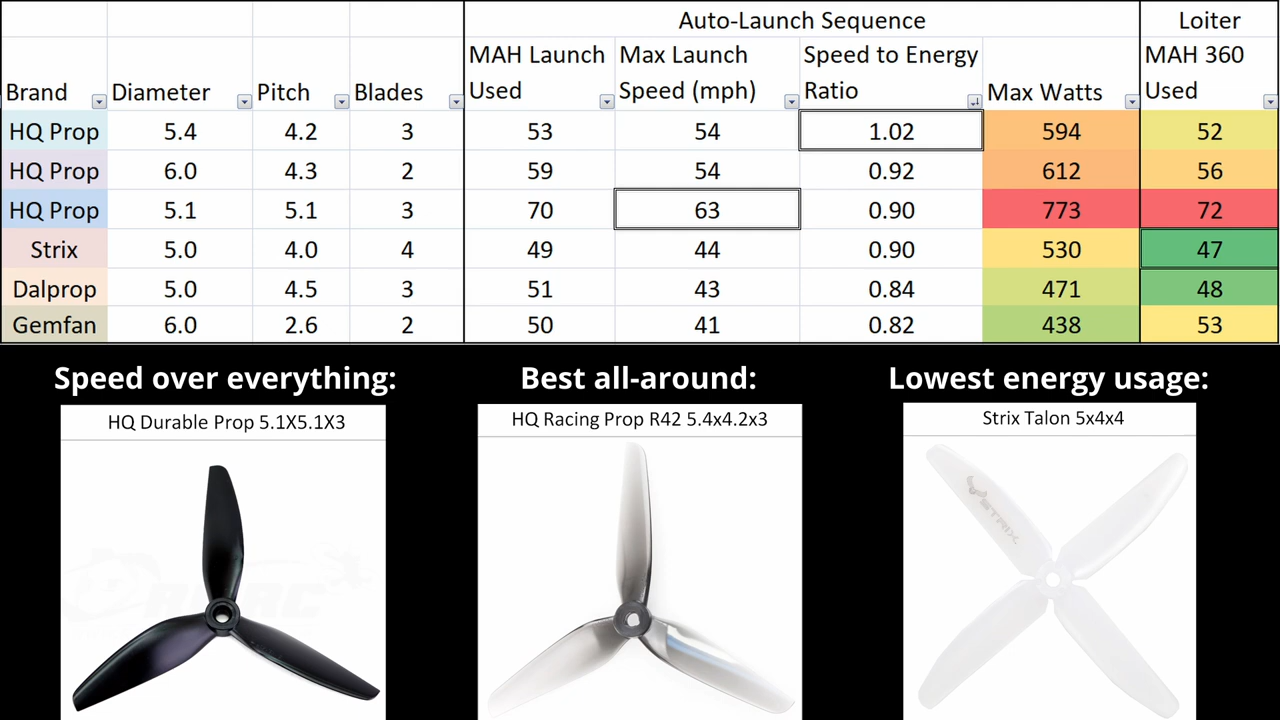 Auto-Launch Sequence Loiter
Brand Diameter Pitch Blades MAH Launch Used Max Launch Speed (mph) Speed to Energy Ratio Max Watts MAH 360 Used
HQ Prop 5.4 4.2 3 53 54 1.02 594 52
HQ Prop 6.0 4.3 2 59 54 0.92 612 56
HQ Prop 5.1 5.1 3 70 63 0.90 773 72
Strix 5.0 4.0 4 49 44 0.90 530 47
Dalprop 5.0 4.5 3 51 43 0.84 471 48
Gemfan 6.0 2.6 2 50 41 0.82 438 53
Speed over everything: Best all-around: Lowest energy usage:
HQ Durable Prop 5.1X5.1X3 HQ Racing Prop R42 5.4x4.2x3 Strix Talon 5x4x4
STRIX